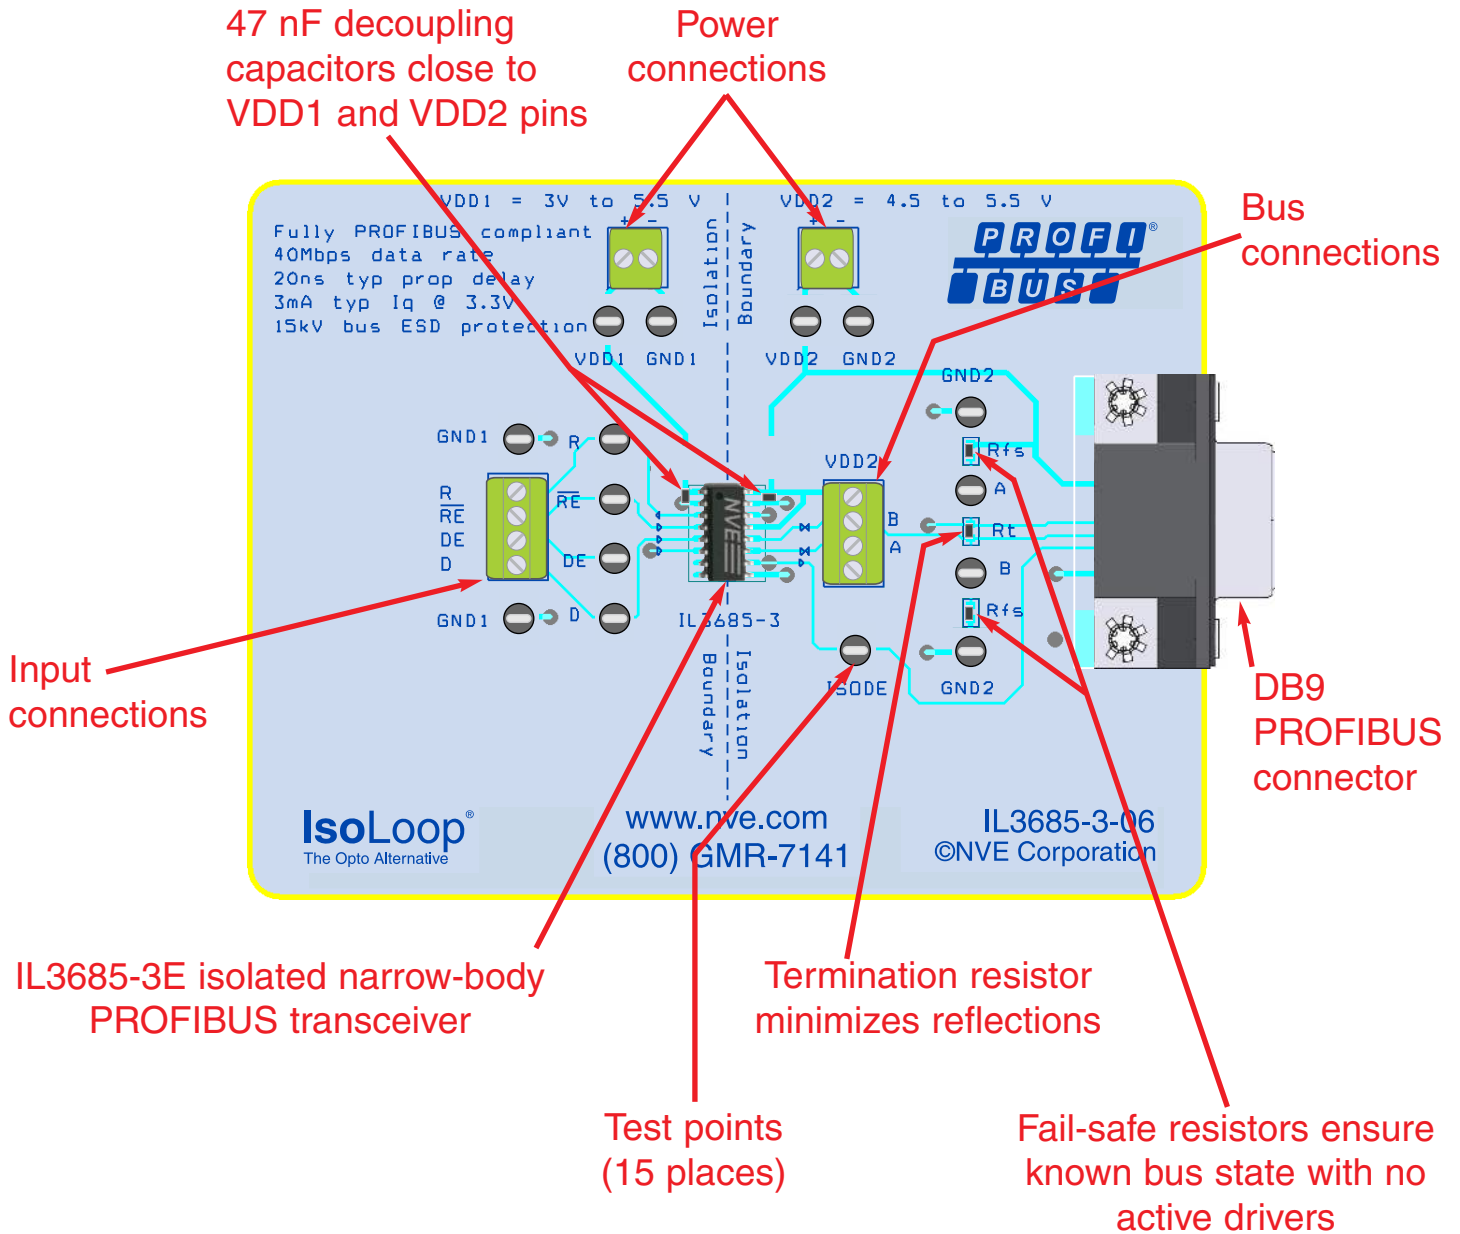 47 nF decoupling
capacitors close to
VDD1 and VDD2 pins
Power
connections
VDD1 = 3V to 5.5 V
VDD2 = 4.5 to 5.5 V
+ -
+ -
Fully PROFIBUS compliant
40Mbps data rate
20ns typ prop delay
3mA typ Iq @ 3.3V
15kV bus ESD protection
Isolation
Boundary
PROFI®
BUS
Bus
connections
VDD1 GND1
VDD2 GND2
GND2
Rfs
A
Rt
B
Rfs
GND2
GND1
R
R̅E̅
DE
D
GND1
R
R̅E̅
DE
D
NVE
IL3685-3
VDD2
B
A
ISODE
Boundary
Isolation
Input
connections
DB9
PROFIBUS
connector
IsoLoop®
The Opto Alternative
www.nve.com
(800) GMR-7141
IL3685-3-06
©NVE Corporation
IL3685-3E isolated narrow-body
PROFIBUS transceiver
Termination resistor
minimizes reflections
Test points
(15 places)
Fail-safe resistors ensure
known bus state with no
active drivers